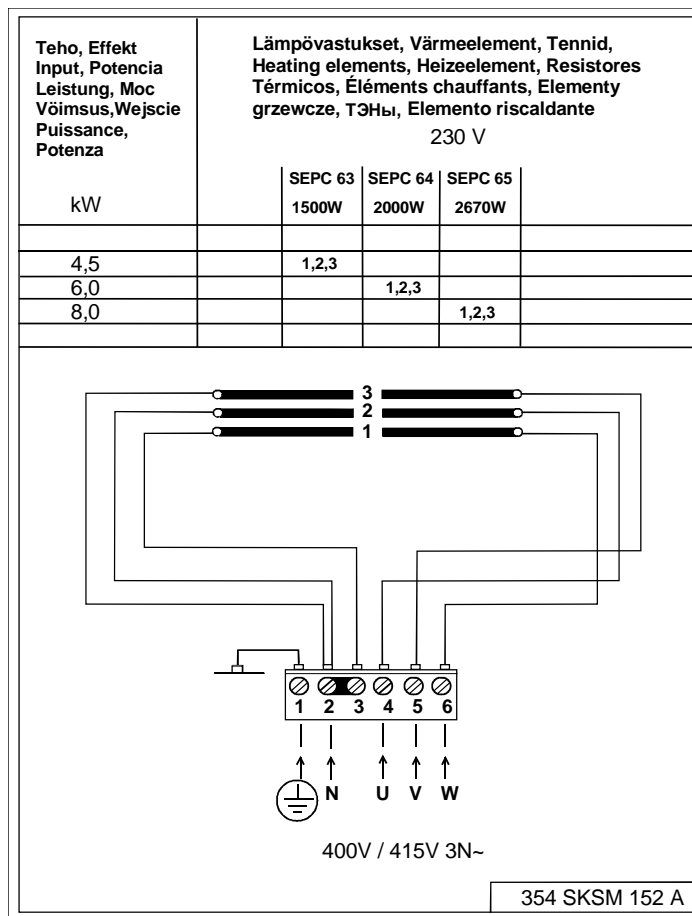 Teho, Effekt
Input, Potencia
Leistung, Moc
Vöimsus,Wejscie
Puissance,
Potenza
kW
Lämpövastukset, Värmeelement, Tennid,
Heating elements, Heizeelement, Resistores
Térmicos, Éléments chauffants, Elementy
grzewcze, ТЭНы, Elemento riscaldante
230 V
SEPC 63 SEPC 64 SEPC 65
1500W 2000W 2670W
4,5 1,2,3
6,0 1,2,3
8,0 1,2,3
3
2
1
1 2 3 4 5 6
N U V W
400V / 415V 3N~
354 SKSM 152 A